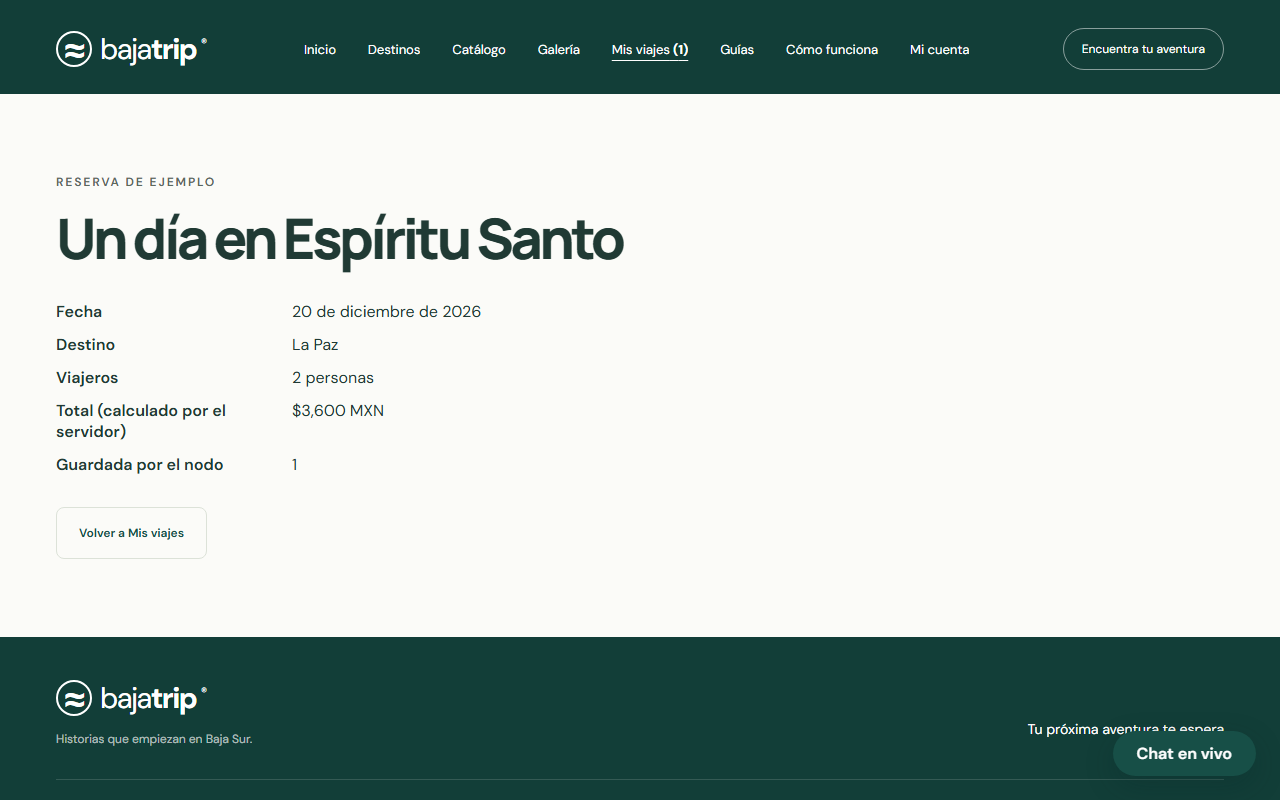 bajatrip®
Inicio
Destinos
Catálogo
Galería
Mis viajes (1)
Guías
Cómo funciona
Mi cuenta
Encuentra tu aventura
RESERVA DE EJEMPLO
Un día en Espíritu Santo
Fecha 20 de diciembre de 2026
Destino La Paz
Viajeros 2 personas
Total (calculado por el $3,600 MXN
servidor)
Guardada por el nodo 1
Volver a Mis viajes
bajatrip®
Historias que empiezan en Baja Sur.
Tu próxima aventura te espera
Chat en vivo